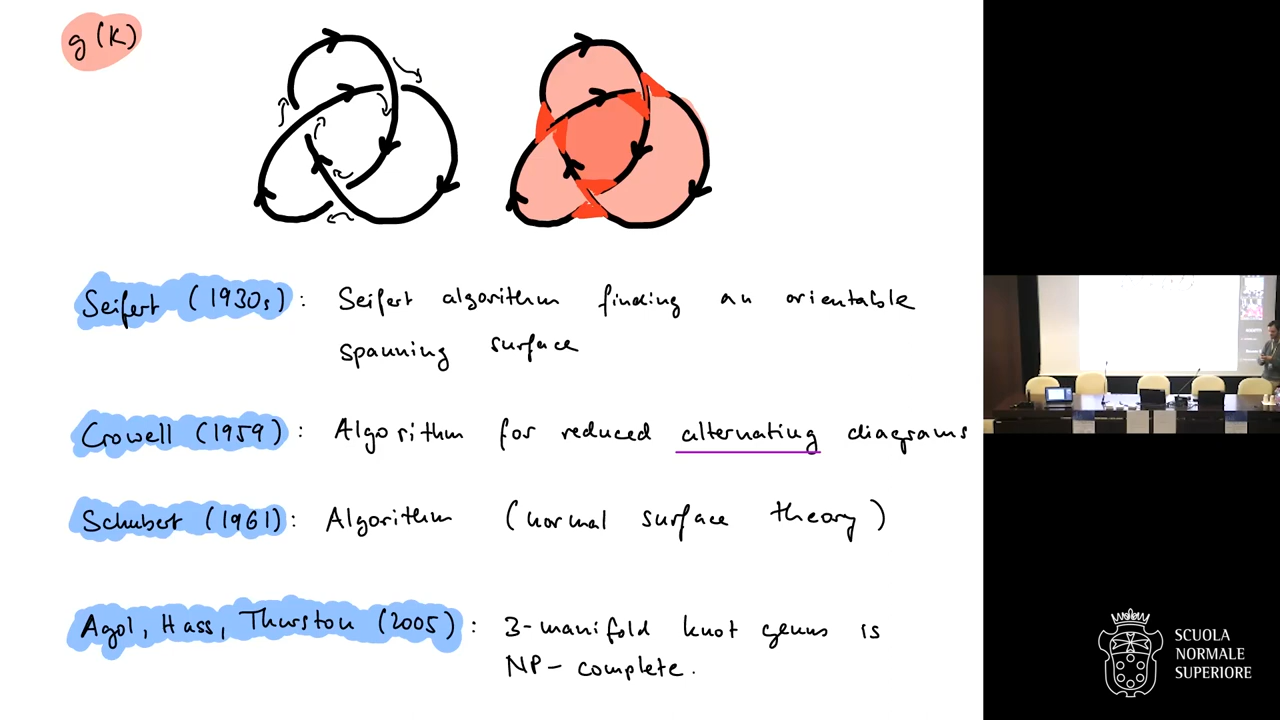 g(K)
Seifert (1930s): Seifert algorithm finding an orientable
spanning surface
Crowell (1959): Algorithm for reduced alternating diagrams
Schubert (1961): Algorithm (normal surface theory)
Agol, Hass, Thurston (2005): 3-manifold knot genus is
NP-complete.
SCUOLA
NORMALE
SUPERIORE